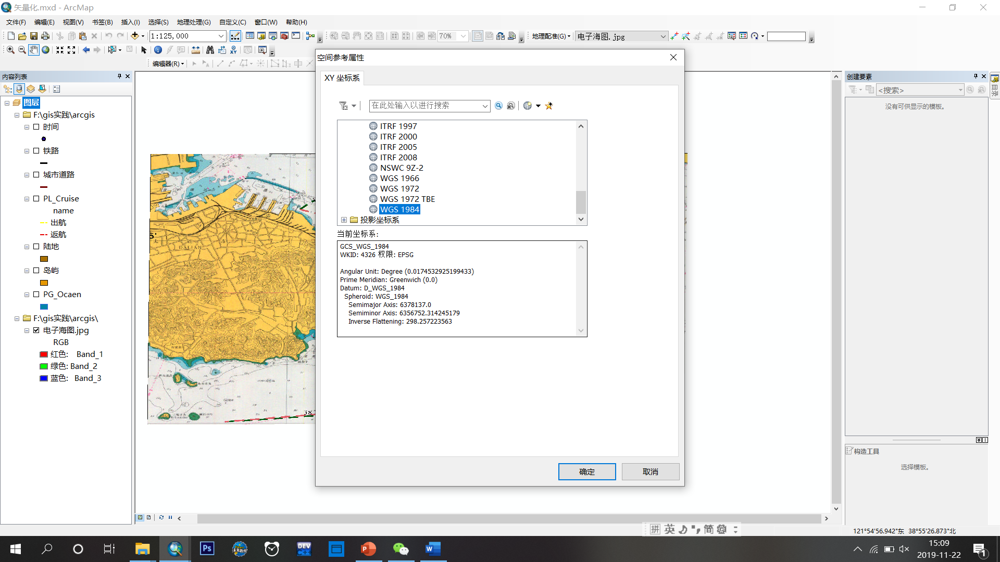 矢量化.mxd - ArcMap
文件(F) 编辑(E) 视图(V) 书签(B) 插入(I) 选择(S) 地理处理(G) 自定义(C) 窗口(W) 帮助(H)
1:125,000
70%
地理配准(G)
电子海图.jpg
编辑器(R)
内容列表
图层
F:\gis实践\arcgis
时间
铁路
城市道路
PL_Cruise
name
出航
返航
陆地
岛屿
PG_Ocaen
F:\gis实践\arcgis\
电子海图.jpg
RGB
红色: Band_1
绿色: Band_2
蓝色: Band_3
DALIAN
空间参考属性
XY 坐标系
在此处输入以进行搜索
ITRF 1997
ITRF 2000
ITRF 2005
ITRF 2008
NSWC 9Z-2
WGS 1966
WGS 1972
WGS 1972 TBE
WGS 1984
投影坐标系
当前坐标系:
GCS_WGS_1984
WKID: 4326 权限: EPSG
Angular Unit: Degree (0.0174532925199433)
Prime Meridian: Greenwich (0.0)
Datum: D_WGS_1984
Spheroid: WGS_1984
Semimajor Axis: 6378137.0
Semiminor Axis: 6356752.314245179
Inverse Flattening: 298.257223563
确定
取消
创建要素
<搜索>
没有可供显示的模板。
构造工具
选择模板。
目录
拼 英 简
121°54'56.942"东 38°55'26.873"北
Ps
DEV C++
15:09
2019-11-22
1